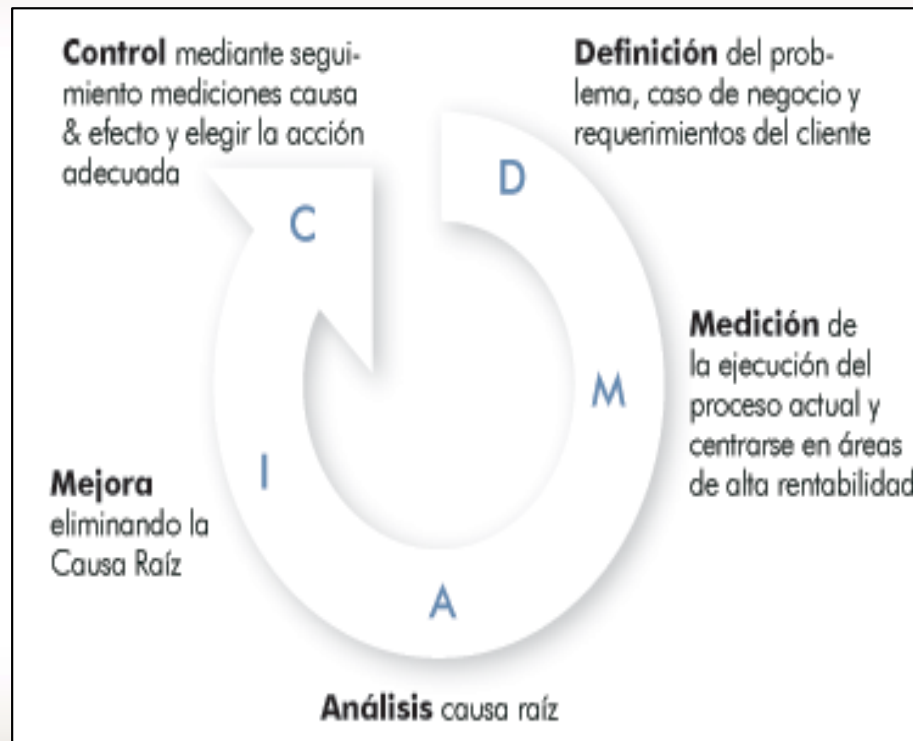 Control mediante segui-
miento mediciones causa
& efecto y elegir la acción
adecuada
Definición del prob-
lema, caso de negocio y
requerimientos del cliente
C
D
Medición de
la ejecución del
proceso actual y
centrarse en áreas
de alta rentabilidad
M
I
Mejora
eliminando la
Causa Raíz
A
Análisis causa raíz